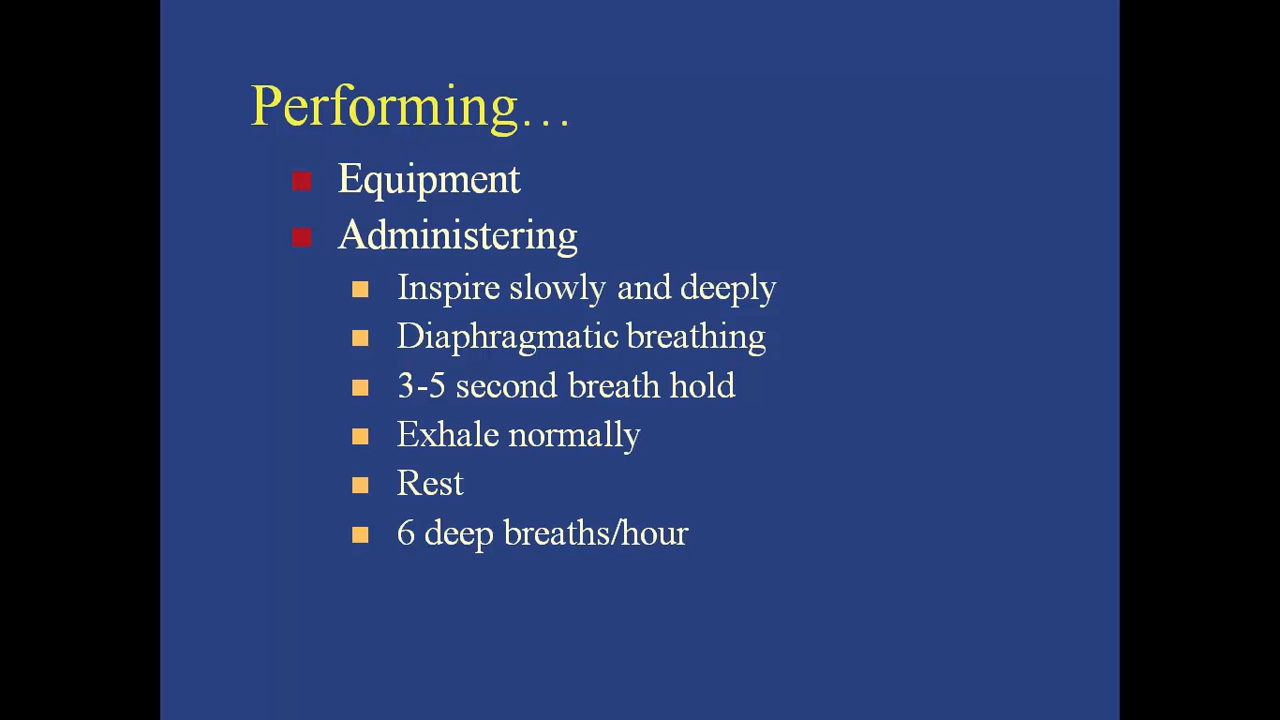 Performing…
Equipment
Administering
Inspire slowly and deeply
Diaphragmatic breathing
3-5 second breath hold
Exhale normally
Rest
6 deep breaths/hour